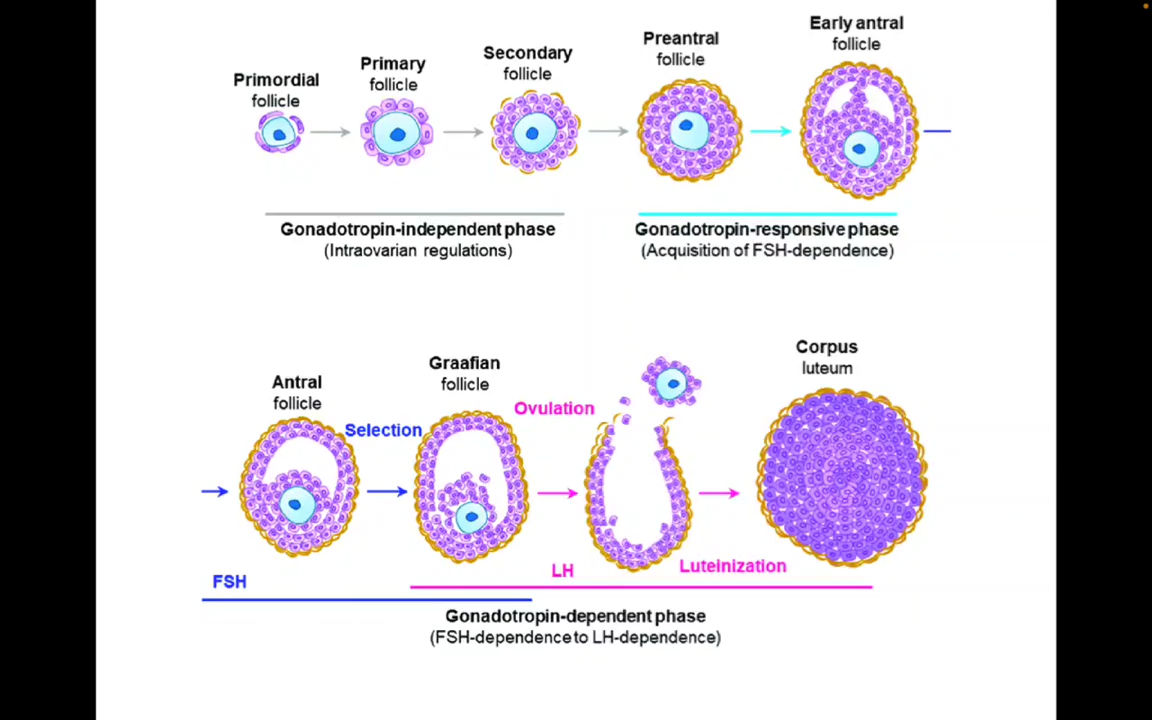 Primordial
follicle
Primary
follicle
Secondary
follicle
Preantral
follicle
Early antral
follicle
Gonadotropin-independent phase
(Intraovarian regulations)
Gonadotropin-responsive phase
(Acquisition of FSH-dependence)
Antral
follicle
Selection
Graafian
follicle
Ovulation
Corpus
luteum
FSH
LH
Luteinization
Gonadotropin-dependent phase
(FSH-dependence to LH-dependence)